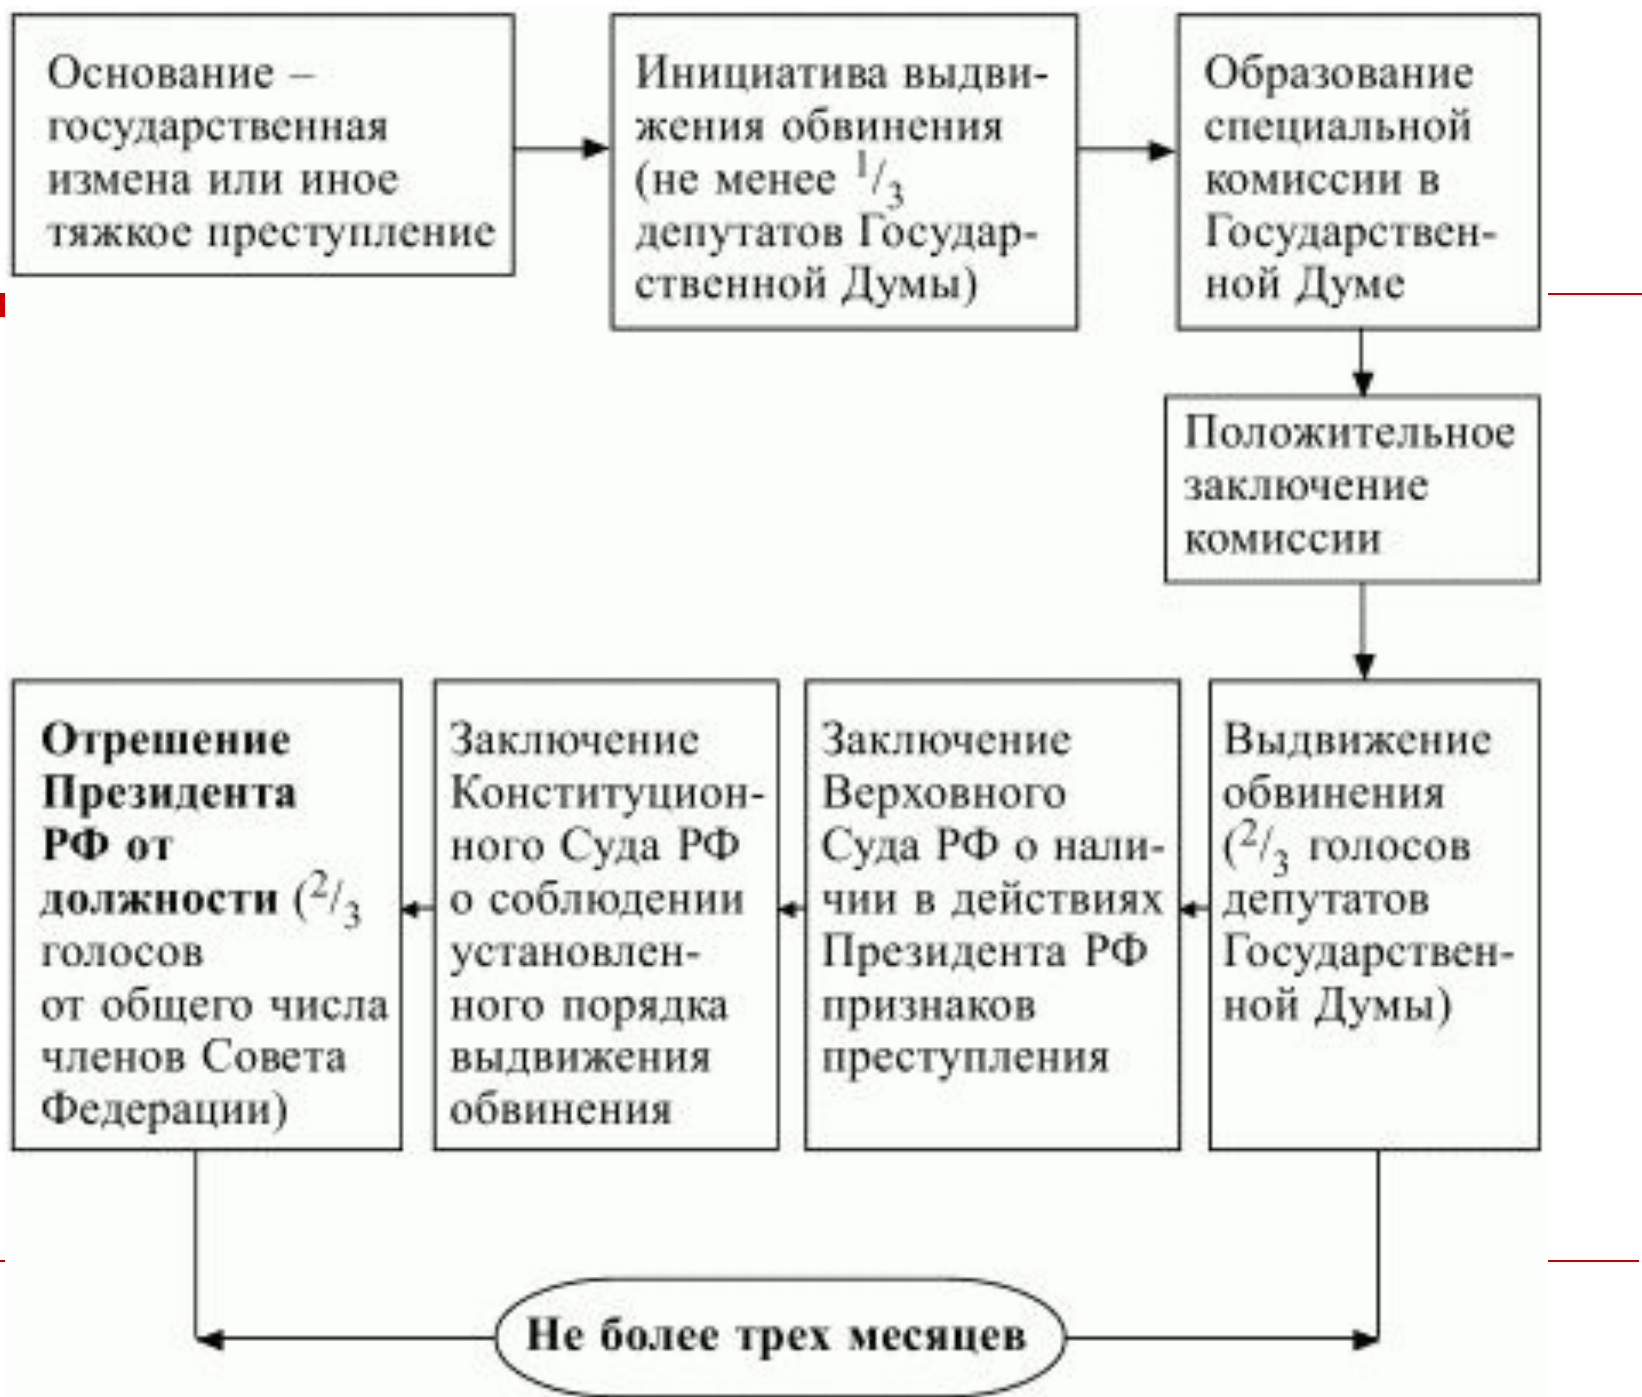 Основание –
государственная
измена или иное
тяжкое преступление
Инициатива выдви-
жения обвинения
(не менее 1/3
депутатов Государ-
ственной Думы)
Образование
специальной
комиссии в
Государствен-
ной Думе
Положительное
заключение
комиссии
Выдвижение
обвинения
(2/3 голосов
депутатов
Государствен-
ной Думы)
Заключение
Верховного
Суда РФ о нали-
чии в действиях
Президента РФ
признаков
преступления
Заключение
Конституцион-
ного Суда РФ
о соблюдении
установлен-
ного порядка
выдвижения
обвинения
Отрешение
Президента
РФ от
должности (2/3
голосов
от общего числа
членов Совета
Федерации)
Не более трех месяцев